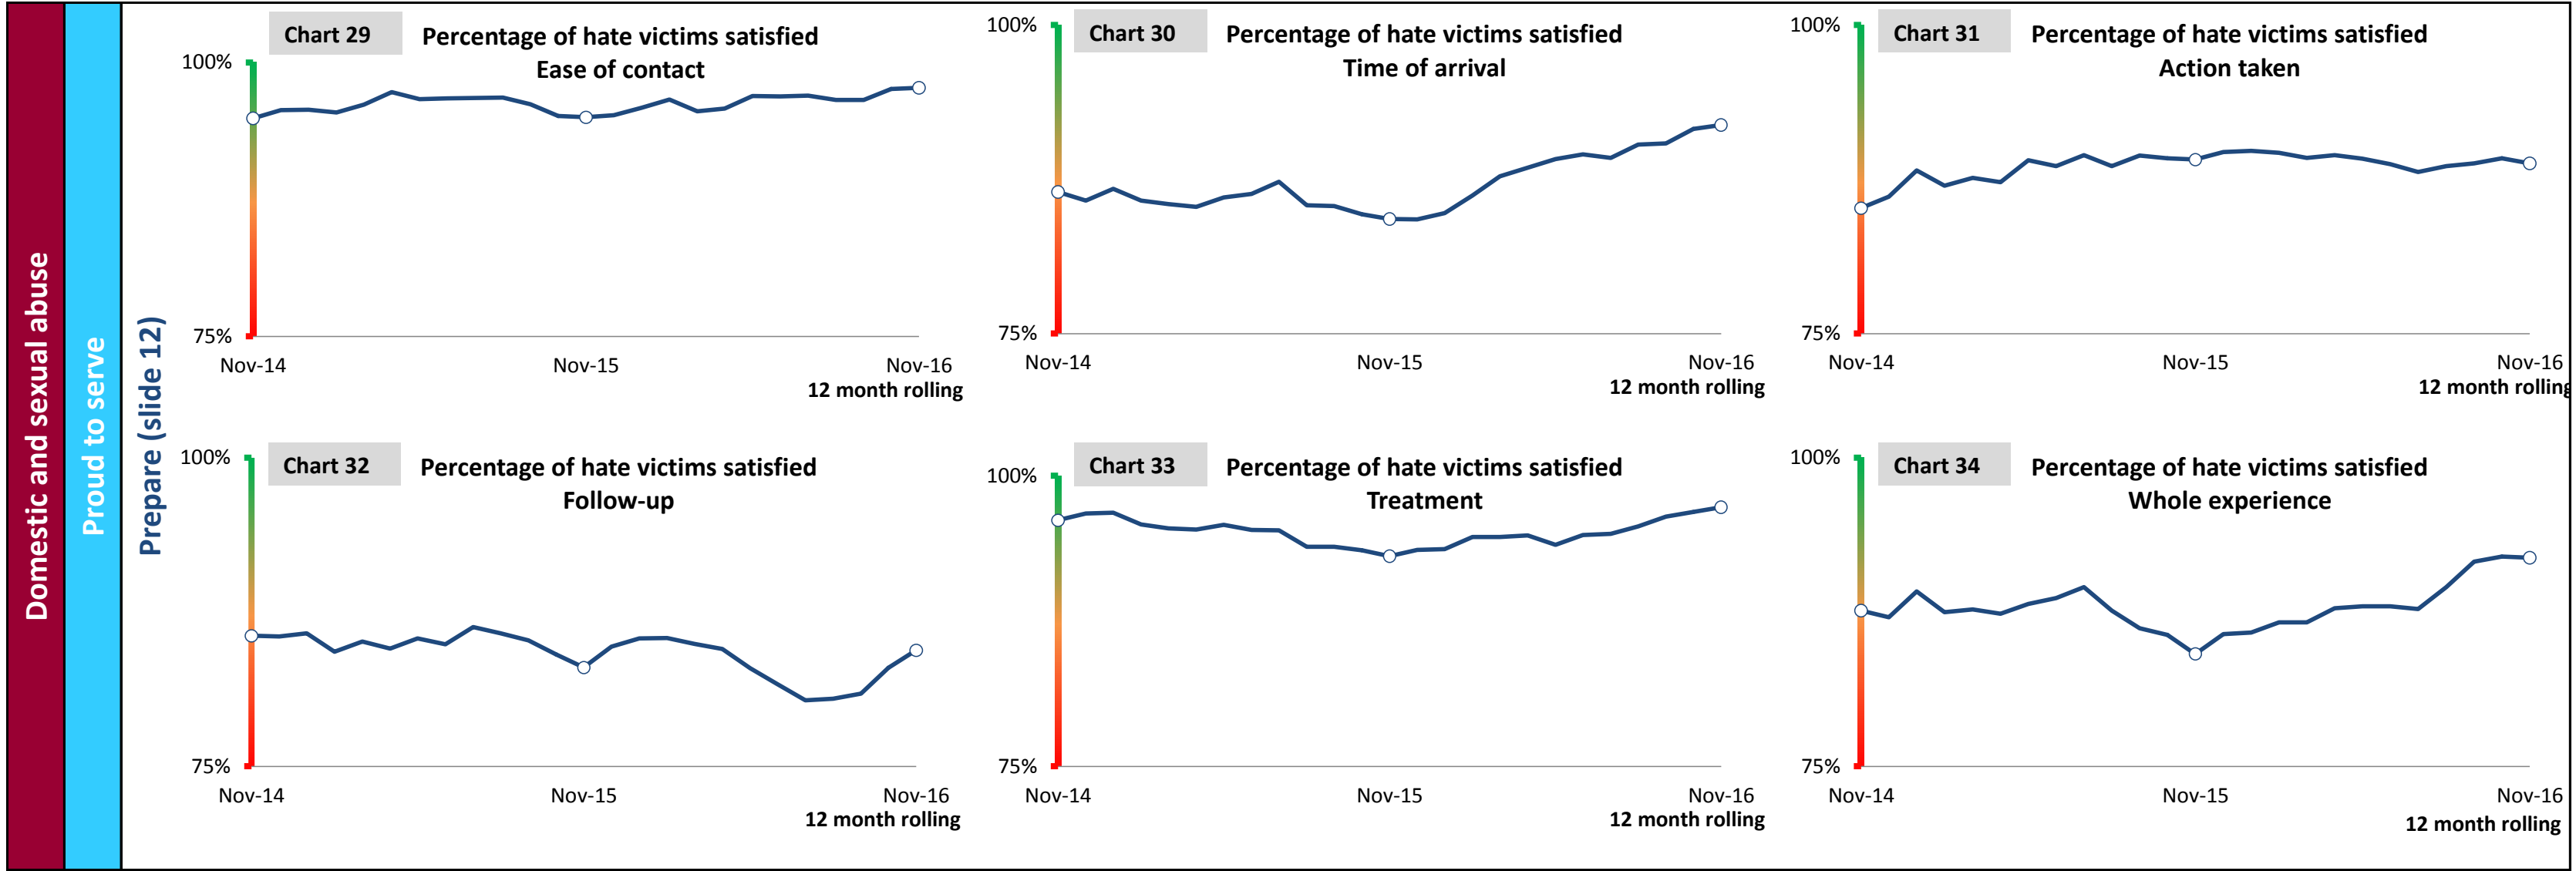 Domestic and sexual abuse
Proud to serve
Prepare (slide 12)
Chart 29
Percentage of hate victims satisfied
Ease of contact
100%
75%
Nov-14
Nov-15
Nov-16
12 month rolling
Chart 30
Percentage of hate victims satisfied
Time of arrival
100%
75%
Nov-14
Nov-15
Nov-16
12 month rolling
Chart 31
Percentage of hate victims satisfied
Action taken
100%
75%
Nov-14
Nov-15
Nov-16
12 month rolling
Chart 32
Percentage of hate victims satisfied
Follow-up
100%
75%
Nov-14
Nov-15
Nov-16
12 month rolling
Chart 33
Percentage of hate victims satisfied
Treatment
100%
75%
Nov-14
Nov-15
Nov-16
12 month rolling
Chart 34
Percentage of hate victims satisfied
Whole experience
100%
75%
Nov-14
Nov-15
Nov-16
12 month rolling